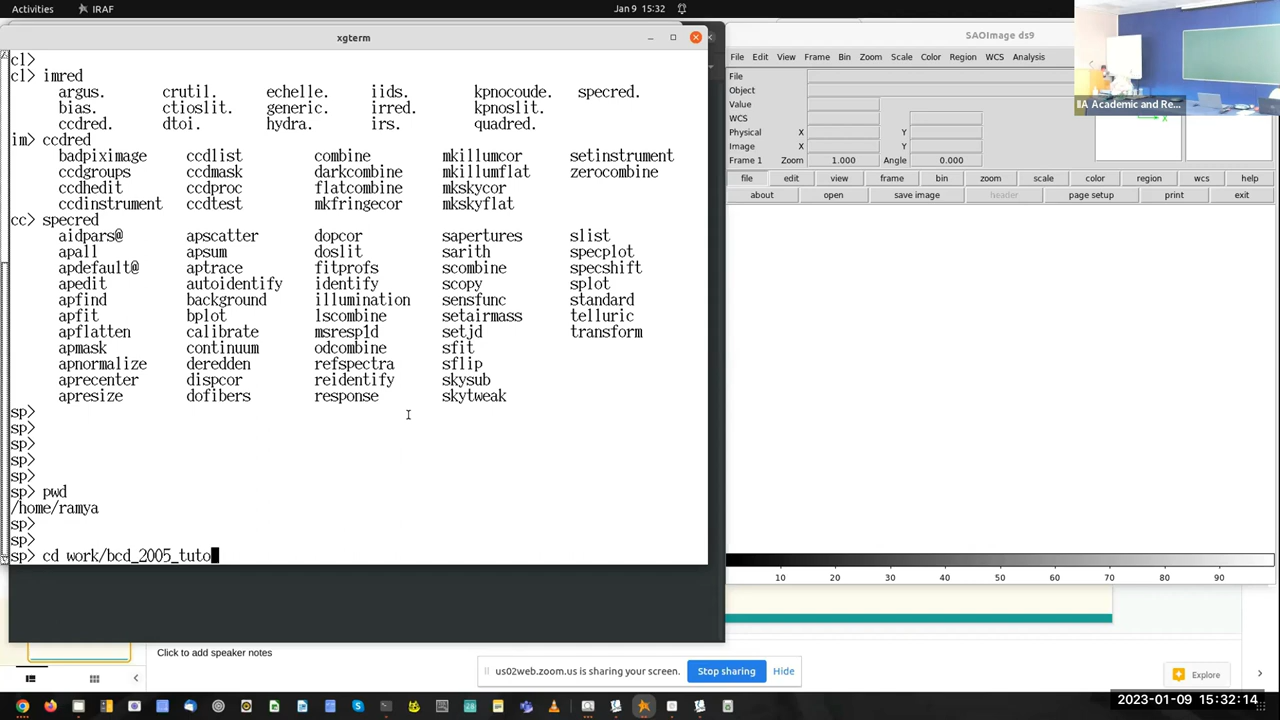 Activities IRAF Jan 9 15:32
xgterm
cl>
cl> imred
argus. crutil. echelle. iids. kpnocoude. specred.
bias. ctioslit. generic. irred. kpnoslit.
ccdred. dtoi. hydra. irs. quadred.
im> ccdred
badpiximage ccdlist combine mkillumcor setinstrument
ccdgroups ccdmask darkcombine mkillumflat zerocombine
ccdhedit ccdproc flatcombine mkskycor
ccdinstrument ccdtest mkfringecor mkskyflat
cc> specred
aidpars@ apscatter dopcor sapertures slist
apall apsum doslit sarith specplot
apdefault@ aptrace fitprofs scombine specshift
apedit autoidentify identify scopy splot
apfind background illumination sensfunc standard
apfit bplot lscombine setairmass telluric
apflatten calibrate msresp1d setjd transform
apmask continuum odcombine sfit
apnormalize deredden refspectra sflip
aprecenter dispcor reidentify skysub
apresize dofibers response skytweak
sp>
sp>
sp>
sp>
sp>
sp> pwd
/home/ramya
sp>
sp>
sp> cd work/bcd_2005_tuto
SAOImage ds9
File Edit View Frame Bin Zoom Scale Color Region WCS Analysis
File
Object
Value
WCS
Physical X Y
Image X Y
Frame 1 Zoom 1.000 Angle 0.000
file edit view frame bin zoom scale color region wcs help
about open save image header page setup print exit
X
IIA Academic and Re...
10 20 30 40 50 60 70 80 90
Click to add speaker notes
us02web.zoom.us is sharing your screen. Stop sharing Hide
Explore
2023-01-09 15:32:14